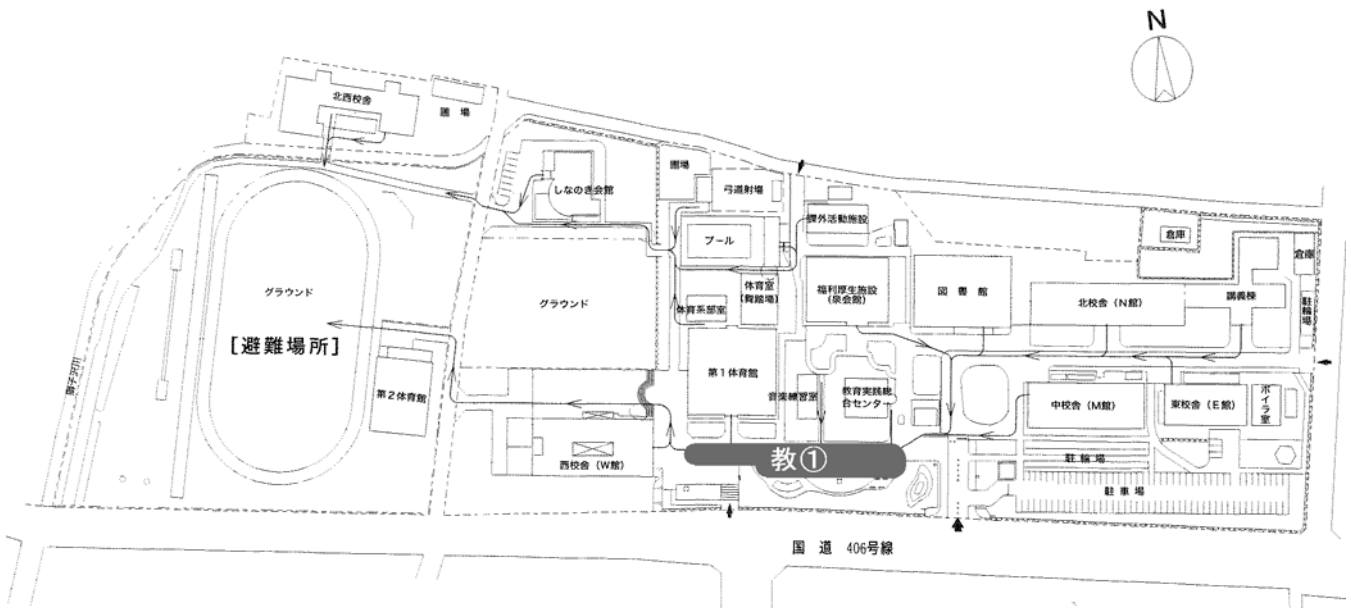 N
北西校舎
圃場
しなのき会館
圃場
弓道射場
課外活動施設
プール
倉庫
倉庫
グラウンド
グラウンド
体育室
(舞踏場)
福利厚生施設
(泉会館)
図書館
北校舎(N館)
講義棟
駐輪場
体育系部室
[避難場所]
第2体育館
第1体育館
音楽練習室
教育実践総
合センター
中校舎(M館)
東校舎(E館)
ボイラ室
西校舎(W館)
教①
駐輪場
駐車場
国道 406号線